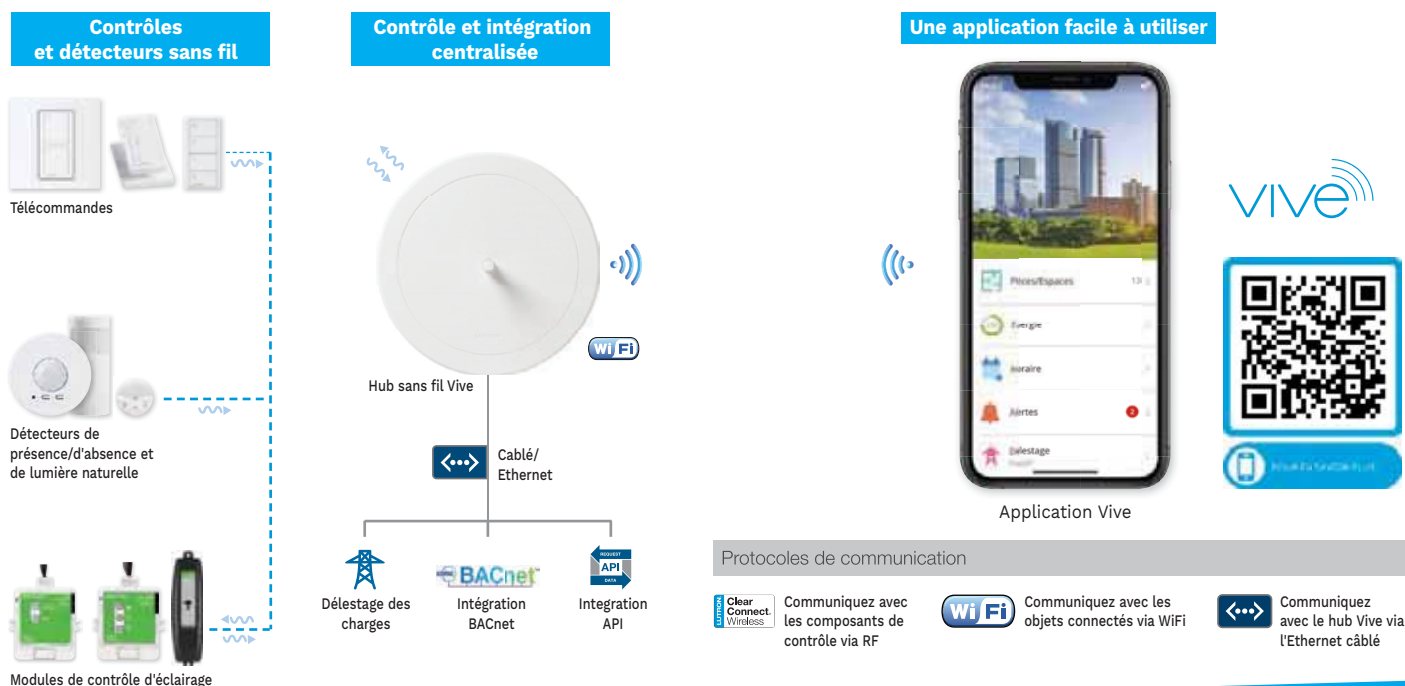 Contrôles
et détecteurs sans fil
Télécommandes
Détecteurs de
présence/d'absence et
de lumière naturelle
Modules de contrôle d'éclairage
Contrôle et intégration
centralisée
Wi Fi
Hub sans fil Vive
Cablé/
Ethernet
Délestage des
charges
BACnet
Intégration
BACnet
REQUEST
API
DATA
Integration
API
Une application facile à utiliser
Pièces/Espaces
Énergie
Horaire
Alertes
2
Délestage
Application Vive
vive
Protocoles de communication
LUTRON
Clear
Connect
Wireless
Communiquez avec
les composants de
contrôle via RF
Wi Fi
Communiquez avec les
objets connectés via WiFi
Communiquez
avec le hub Vive via
l'Ethernet câblé